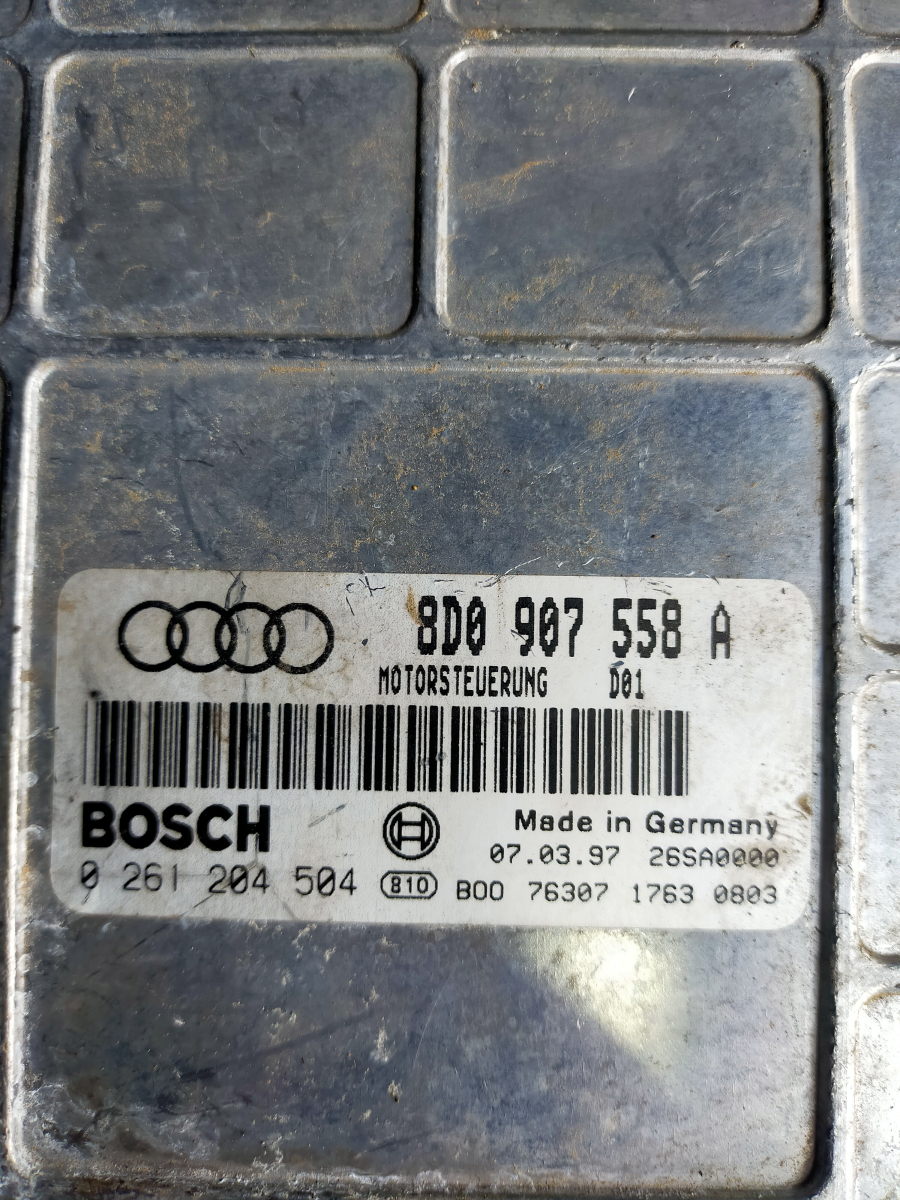 8D0 907 558 A
MOTORSTEUERUNG D01
BOSCH
Made in Germany
07.03.97 26SA0000
0 261 204 504 810 B00 76307 1763 0803